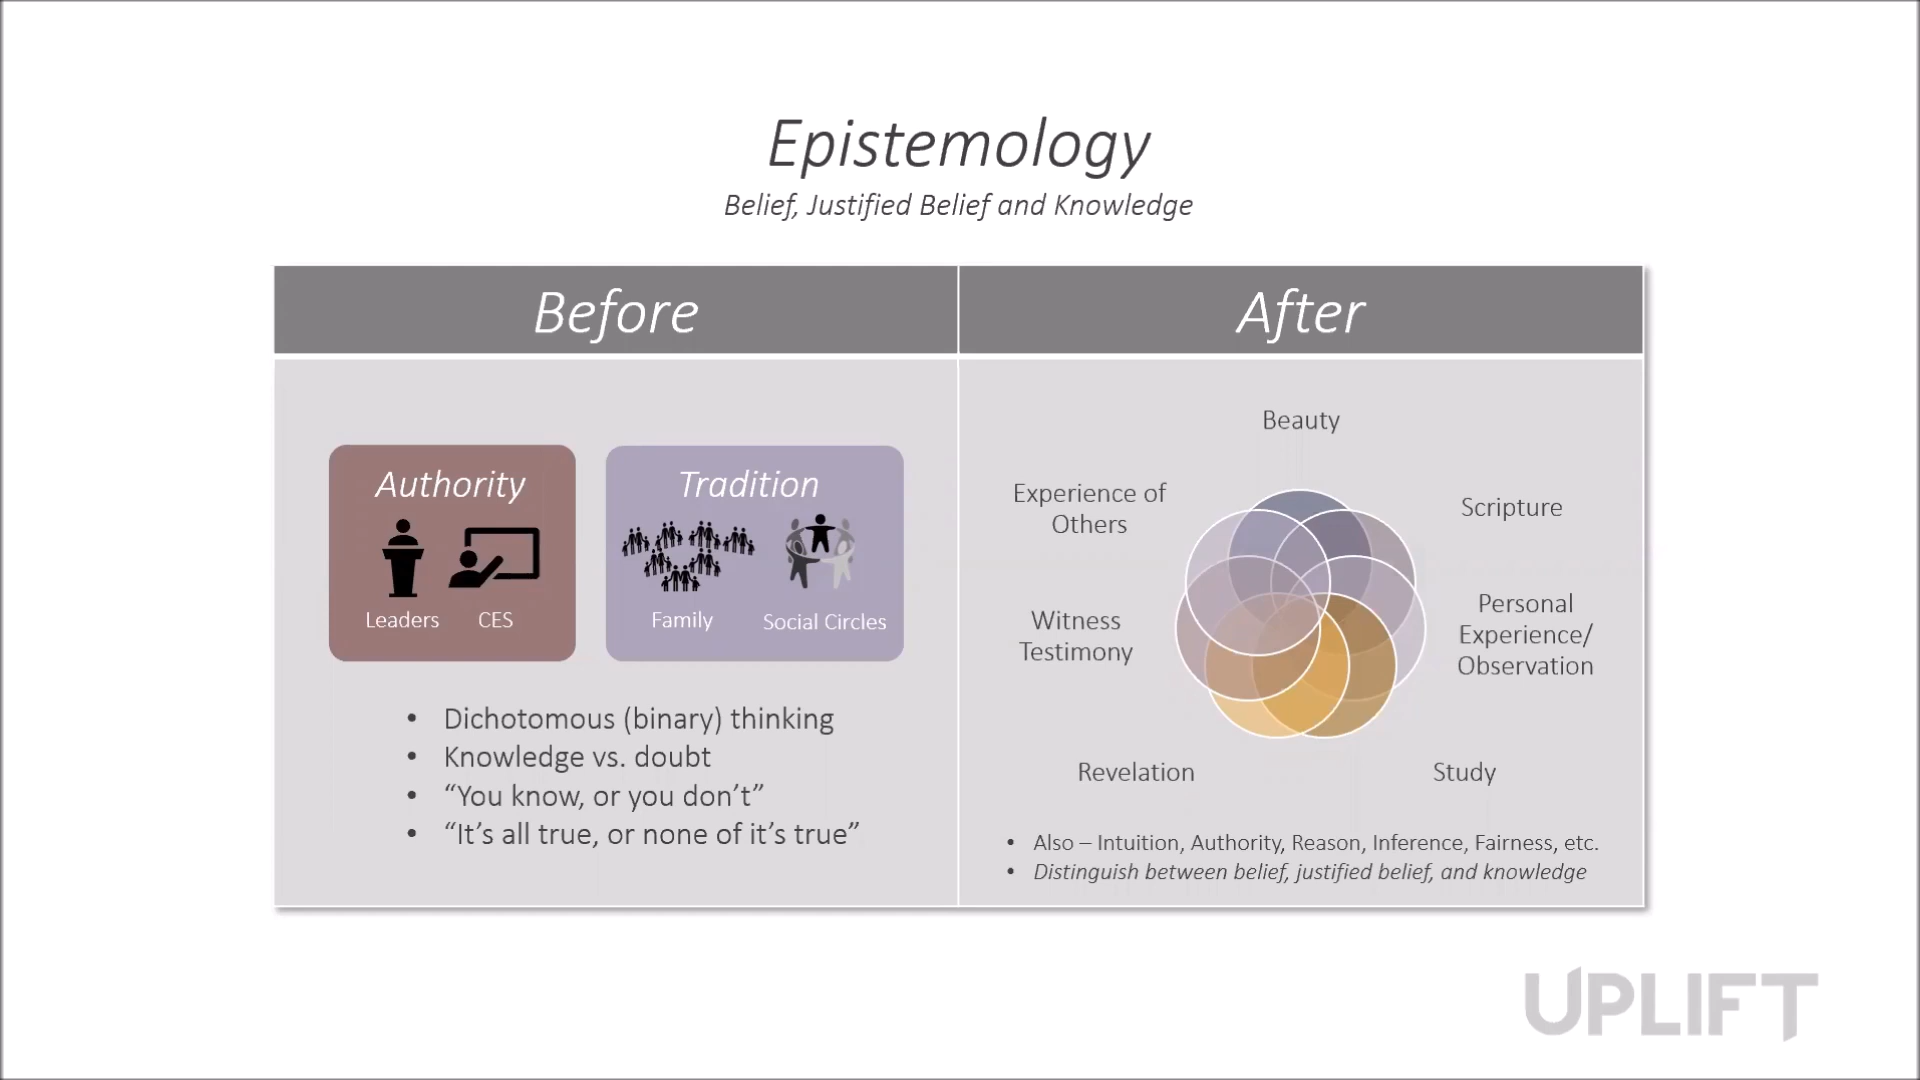 Epistemology
Belief, Justified Belief and Knowledge
Before
After
Authority
Leaders
CES
Tradition
Family
Social Circles
• Dichotomous (binary) thinking
• Knowledge vs. doubt
• “You know, or you don’t”
• “It’s all true, or none of it’s true”
Beauty
Experience of
Others
Scripture
Witness
Testimony
Personal
Experience/
Observation
Revelation
Study
• Also – Intuition, Authority, Reason, Inference, Fairness, etc.
• Distinguish between belief, justified belief, and knowledge
UPLIFT